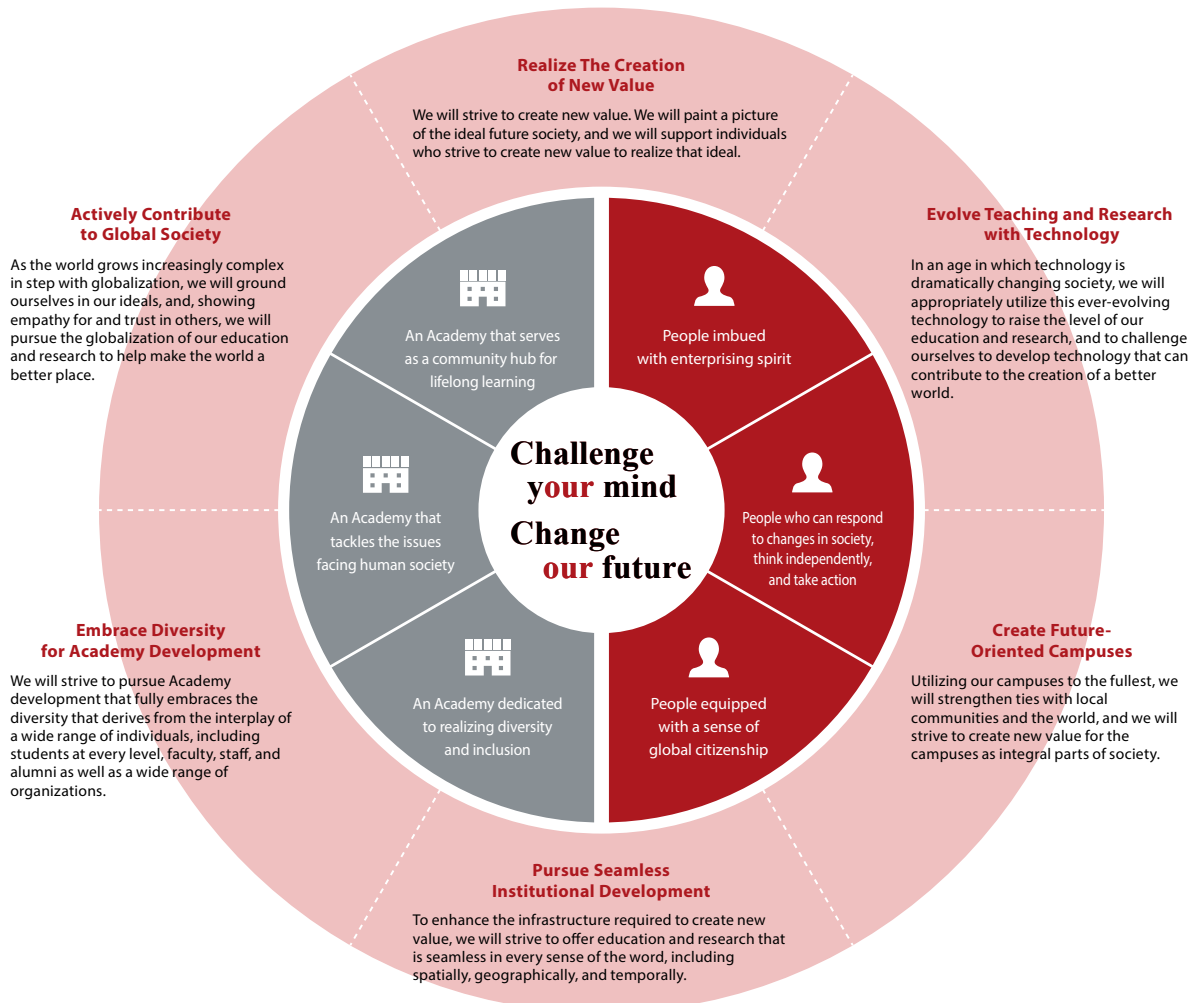 Realize The Creation
of New Value
We will strive to create new value. We will paint a picture
of the ideal future society, and we will support individuals
who strive to create new value to realize that ideal.
Actively Contribute
to Global Society
As the world grows increasingly complex
in step with globalization, we will ground
ourselves in our ideals, and, showing
empathy for and trust in others, we will
pursue the globalization of our education
and research to help make the world a
better place.
Evolve Teaching and Research
with Technology
In an age in which technology is
dramatically changing society, we will
appropriately utilize this ever-evolving
technology to raise the level of our
education and research, and to challenge
ourselves to develop technology that can
contribute to the creation of a better
world.
An Academy that serves
as a community hub for
lifelong learning
People imbued
with enterprising spirit
Challenge
your mind
Change
our future
An Academy that
tackles the issues
facing human society
People who can respond
to changes in society,
think independently,
and take action
An Academy dedicated
to realizing diversity
and inclusion
People equipped
with a sense of
global citizenship
Embrace Diversity
for Academy Development
We will strive to pursue Academy
development that fully embraces the
diversity that derives from the interplay of
a wide range of individuals, including
students at every level, faculty, staff, and
alumni as well as a wide range of
organizations.
Create Future-
Oriented Campuses
Utilizing our campuses to the fullest, we
will strengthen ties with local
communities and the world, and we will
strive to create new value for the
campuses as integral parts of society.
Pursue Seamless
Institutional Development
To enhance the infrastructure required to create new
value, we will strive to offer education and research that
is seamless in every sense of the word, including
spatially, geographically, and temporally.